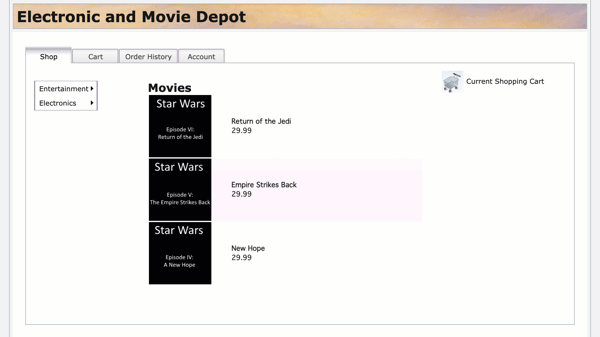 Electronic and Movie Depot
Shop
Cart
Order History
Account
Entertainment
Electronics
Current Shopping Cart
Movies
Star Wars
Episode VI:
Return of the Jedi
Return of the Jedi
29.99
Star Wars
Episode V:
The Empire Strikes Back
Empire Strikes Back
29.99
Star Wars
Episode IV:
A New Hope
New Hope
29.99